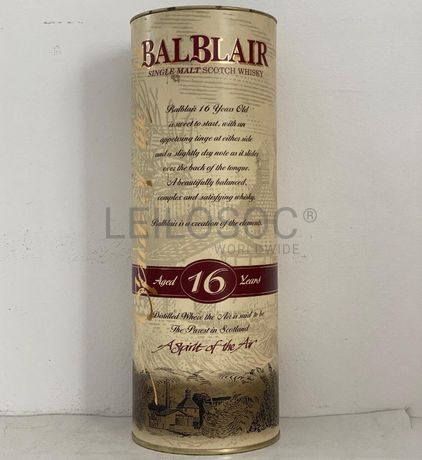 BALBLAIR
SINGLE MALT SCOTCH WHISKY
Balblair 16 Years Old
is sweet to start, with an
appetising tinge at either side
and a slightly dry note as it slides
over the back of the tongue.
A beautifully balanced,
complex and satisfying whisky.
LEILOSOC®
WORLDWIDE
Balblair is a creation of the elements.
Aged 16 Years
Distilled Where the Air is said to be
The Purest in Scotland
A Spirit of the Air